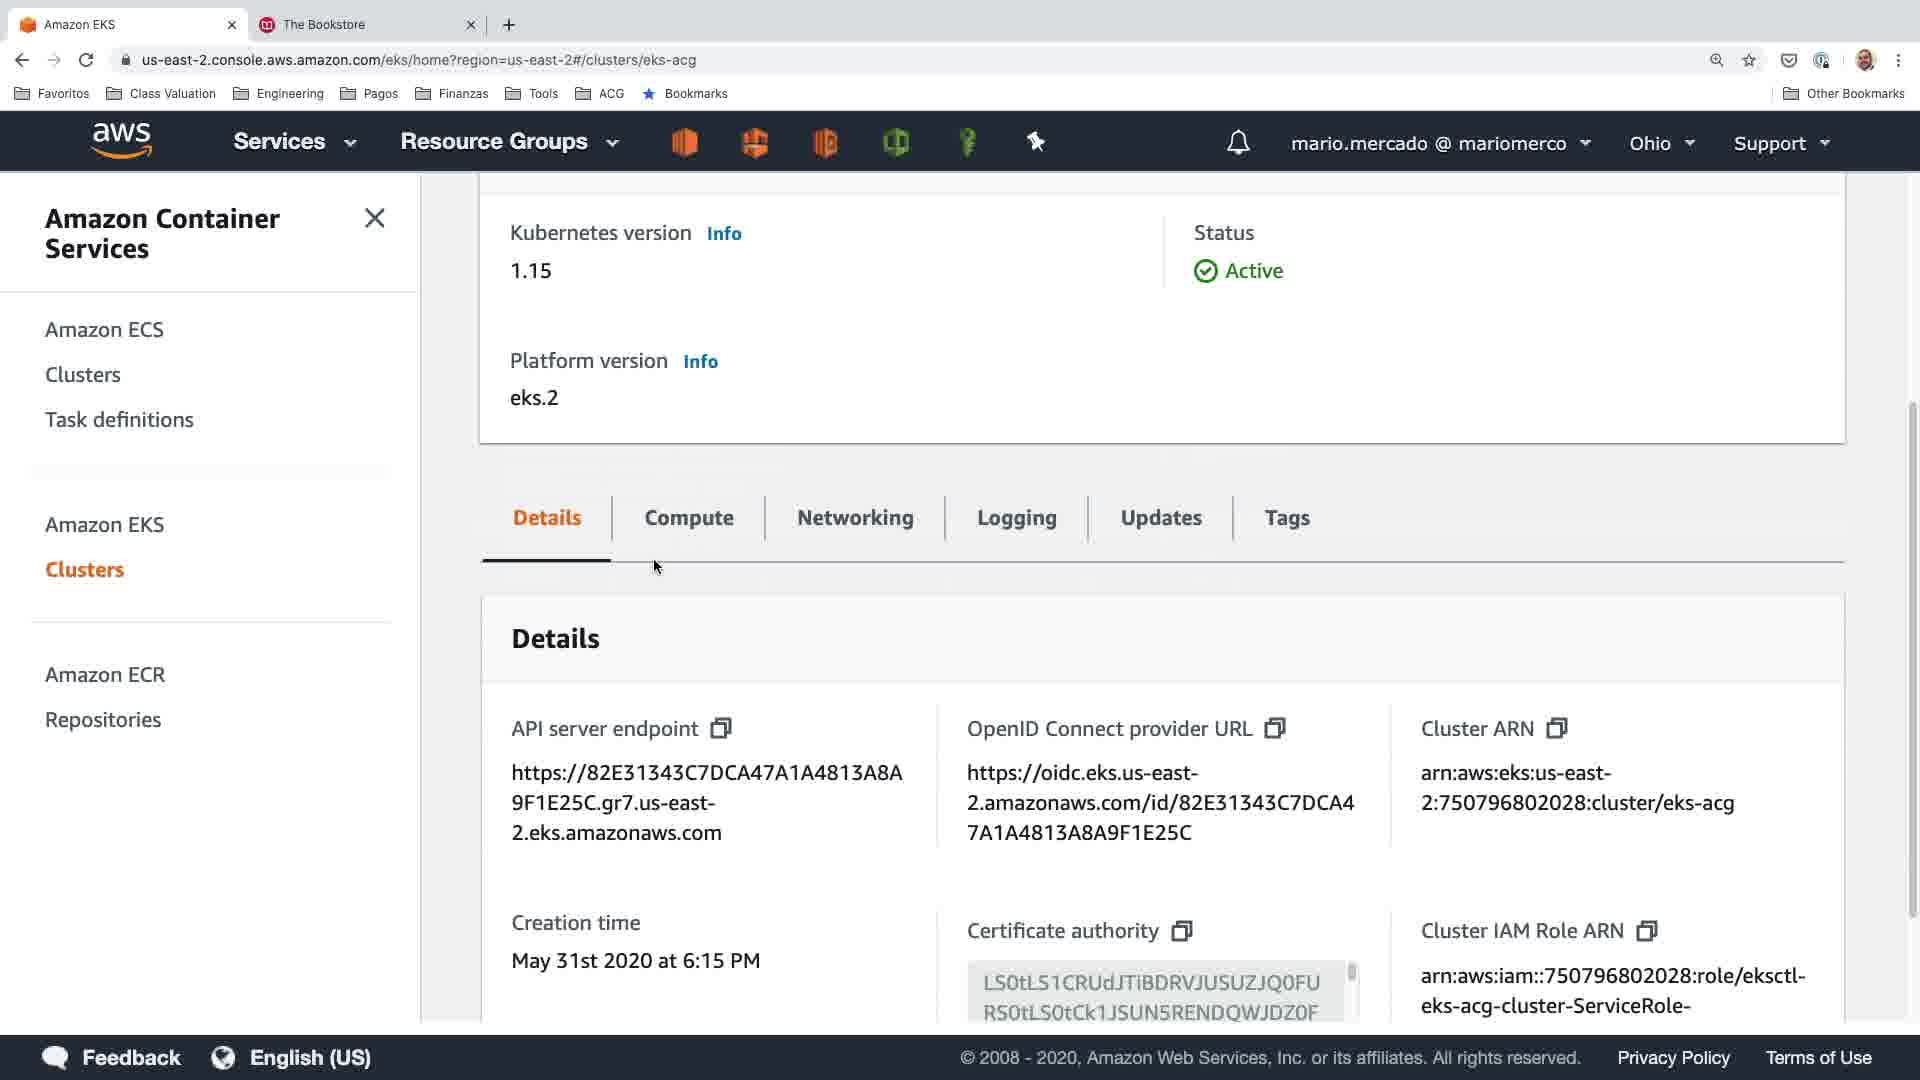 Amazon EKS
The Bookstore
us-east-2.console.aws.amazon.com/eks/home?region=us-east-2#/clusters/eks-acg
Favoritos Class Valuation Engineering Pagos Finanzas Tools ACG Bookmarks Other Bookmarks
aws Services Resource Groups mario.mercado @ mariomerco Ohio Support
Amazon Container
Services
Amazon ECS
Clusters
Task definitions
Amazon EKS
Clusters
Amazon ECR
Repositories
Kubernetes version Info
1.15
Status
Active
Platform version Info
eks.2
Details Compute Networking Logging Updates Tags
Details
API server endpoint
https://82E31343C7DCA47A1A4813A8A
9F1E25C.gr7.us-east-
2.eks.amazonaws.com
OpenID Connect provider URL
https://oidc.eks.us-east-
2.amazonaws.com/id/82E31343C7DCA4
7A1A4813A8A9F1E25C
Cluster ARN
arn:aws:eks:us-east-
2:750796802028:cluster/eks-acg
Creation time
May 31st 2020 at 6:15 PM
Certificate authority
LS0tLS1CRUdJTiBDRVJUSUZJQ0FU
RS0tLS0tCk1JSUN5RENDQWJDZ0F
Cluster IAM Role ARN
arn:aws:iam::750796802028:role/eksctl-
eks-acg-cluster-ServiceRole-
Feedback English (US) © 2008 - 2020, Amazon Web Services, Inc. or its affiliates. All rights reserved. Privacy Policy Terms of Use